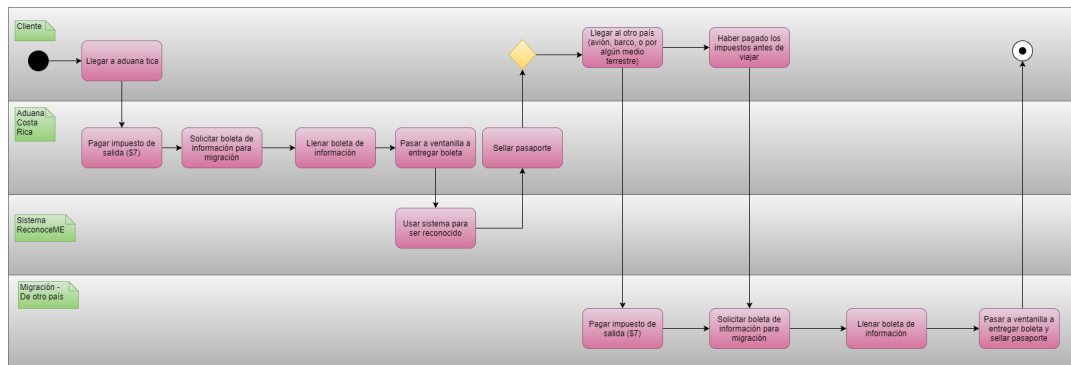 Cliente
Llegar a aduana tica
Llegar al otro país
(avión, barco, o por
algún medio
terrestre)
Haber pagado los
impuestos antes de
viajar
Aduana
Costa
Rica
Pagar impuesto de
salida ($7)
Solicitar boleta de
información para
migración
Llenar boleta de
información
Pasar a ventanilla a
entregar boleta
Sellar pasaporte
Sistema
ReconoceME
Usar sistema para
ser reconocido
Migración -
De otro país
Pagar impuesto de
salida ($7)
Solicitar boleta de
información para
migración
Llenar boleta de
información
Pasar a ventanilla a
entregar boleta y
sellar pasaporte